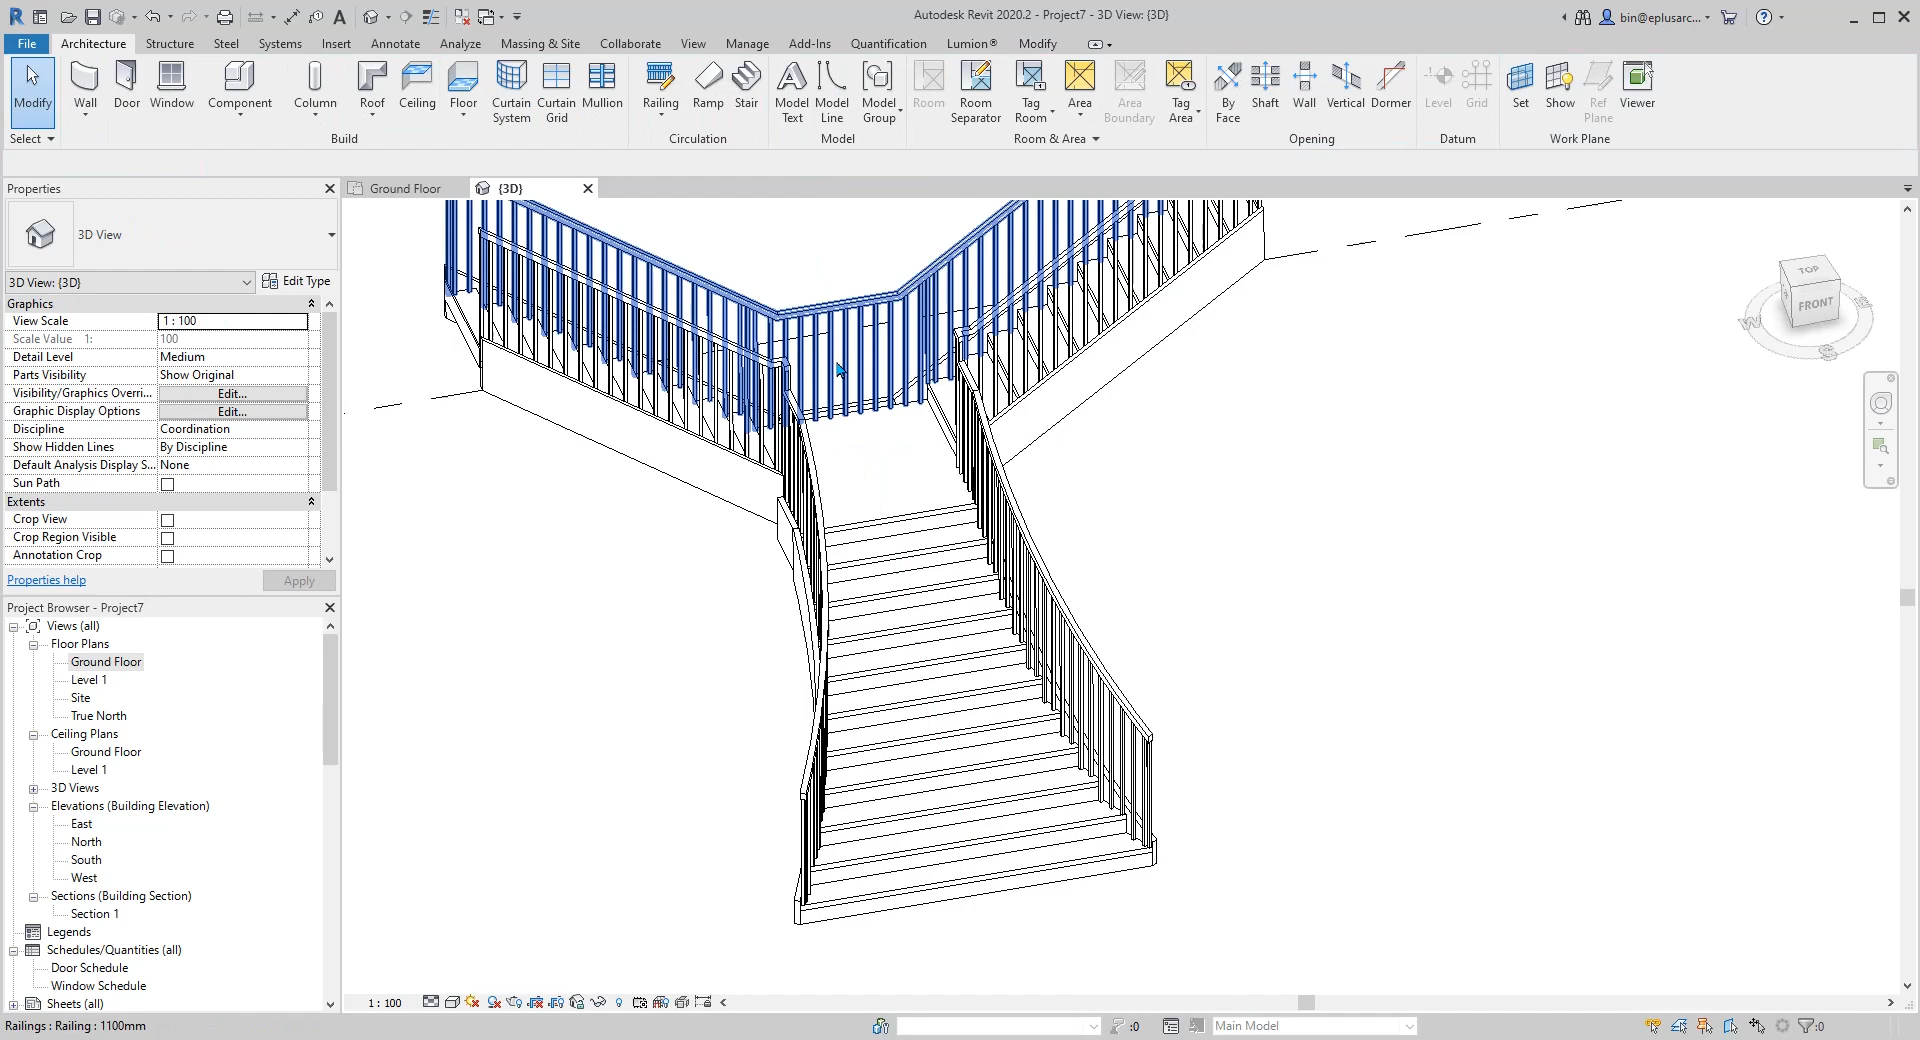 Autodesk Revit 2020.2 - Project7 - 3D View: {3D}
bin@eplusarc...
File Architecture Structure Steel Systems Insert Annotate Analyze Massing & Site Collaborate View Manage Add-Ins Quantification Lumion® Modify
Modify Wall Door Window Component Column Roof Ceiling Floor Curtain System Curtain Grid Mullion Railing Ramp Stair Model Text Model Line Model Group Room Room Separator Tag Room Area Area Boundary Tag Area By Face Shaft Wall Vertical Dormer Level Grid Set Show Ref Plane Viewer
Select Build Circulation Model Room & Area Opening Datum Work Plane
Properties
Ground Floor
{3D}
3D View
3D View: {3D}
Edit Type
Graphics
View Scale 1 : 100
Scale Value 1: 100
Detail Level Medium
Parts Visibility Show Original
Visibility/Graphics Overri... Edit...
Graphic Display Options Edit...
Discipline Coordination
Show Hidden Lines By Discipline
Default Analysis Display S... None
Sun Path
Extents
Crop View
Crop Region Visible
Annotation Crop
Properties help
Apply
Project Browser - Project7
Views (all)
Floor Plans
Ground Floor
Level 1
Site
True North
Ceiling Plans
Ground Floor
Level 1
3D Views
Elevations (Building Elevation)
East
North
South
West
Sections (Building Section)
Section 1
Legends
Schedules/Quantities (all)
Door Schedule
Window Schedule
Sheets (all)
TOP
FRONT
W
S
1 : 100
Railings : Railing : 1100mm
:0
Main Model
:0